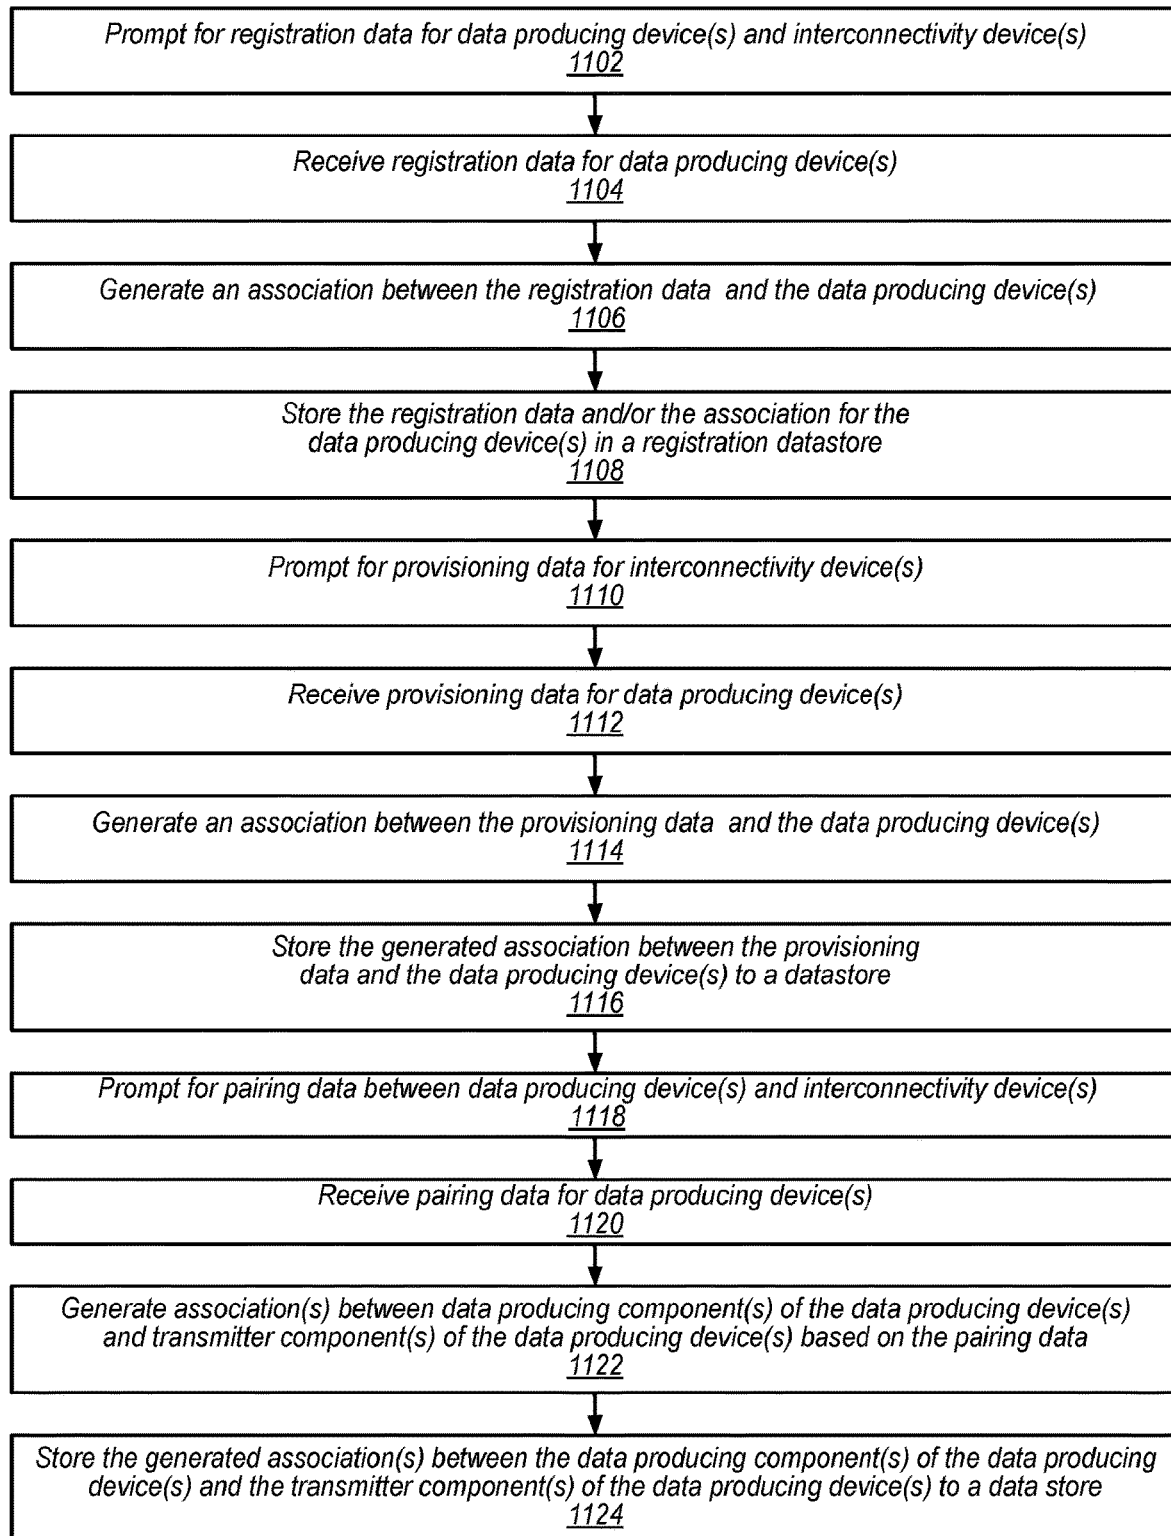 Prompt for registration data for data producing device(s) and interconnectivity device(s)
1102
Receive registration data for data producing device(s)
1104
Generate an association between the registration data and the data producing device(s)
1106
Store the registration data and/or the association for the
data producing device(s) in a registration datastore
1108
Prompt for provisioning data for interconnectivity device(s)
1110
Receive provisioning data for data producing device(s)
1112
Generate an association between the provisioning data and the data producing device(s)
1114
Store the generated association between the provisioning
data and the data producing device(s) to a datastore
1116
Prompt for pairing data between data producing device(s) and interconnectivity device(s)
1118
Receive pairing data for data producing device(s)
1120
Generate association(s) between data producing component(s) of the data producing device(s)
and transmitter component(s) of the data producing device(s) based on the pairing data
1122
Store the generated association(s) between the data producing component(s) of the data producing
device(s) and the transmitter component(s) of the data producing device(s) to a data store
1124